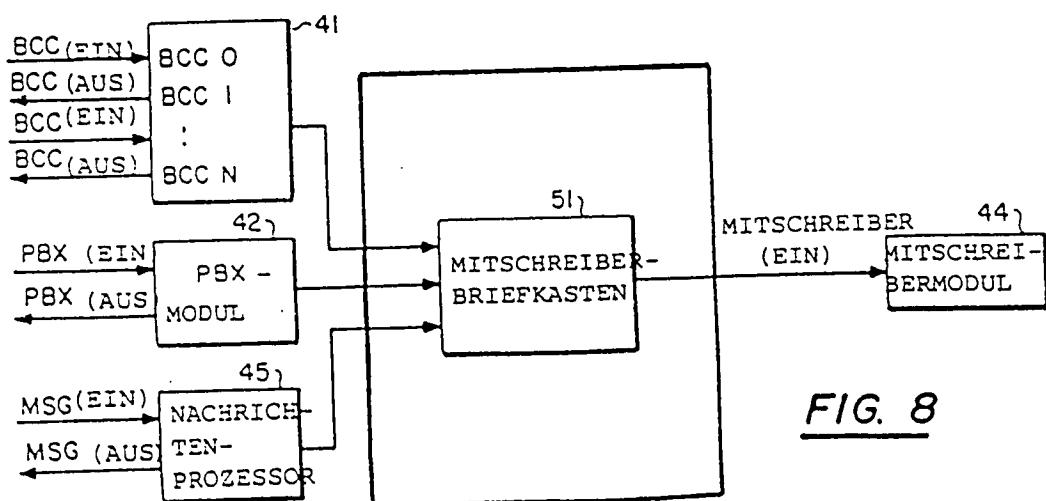 41
BCC (EIN)
BCC (AUS)
BCC (EIN)
BCC (AUS)
BCC 0
BCC 1
:
BCC N
42
PBX (EIN
PBX (AUS
PBX-
MODUL
45
MSG (EIN)
MSG (AUS)
NACHRICH-
TEN-
PROZESSOR
51
MITSCHREIBER-
BRIEFKASTEN
MITSCHREIBER
(EIN)
44
MITSCHREI-
BERMODUL
FIG. 8